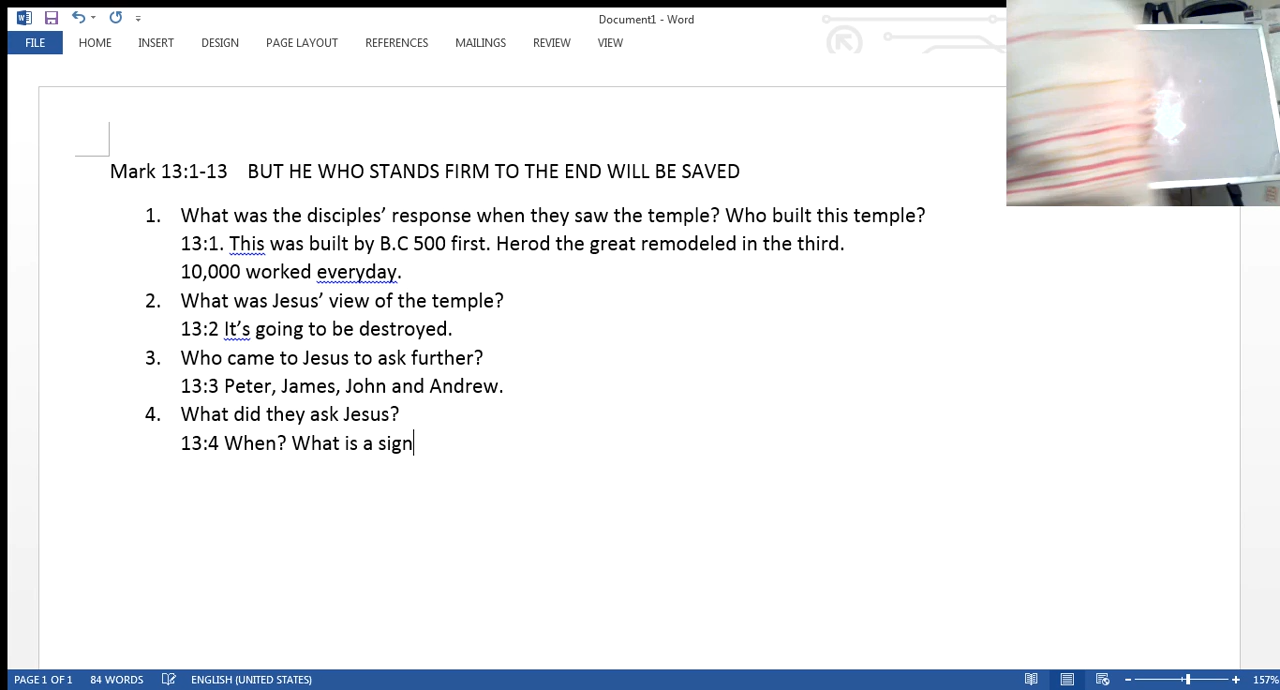 Document1 - Word
FILE HOME INSERT DESIGN PAGE LAYOUT REFERENCES MAILINGS REVIEW VIEW
Mark 13:1-13 BUT HE WHO STANDS FIRM TO THE END WILL BE SAVED
1. What was the disciples’ response when they saw the temple? Who built this temple?
13:1. This was built by B.C 500 first. Herod the great remodeled in the third.
10,000 worked everyday.
2. What was Jesus’ view of the temple?
13:2 It’s going to be destroyed.
3. Who came to Jesus to ask further?
13:3 Peter, James, John and Andrew.
4. What did they ask Jesus?
13:4 When? What is a sign
PAGE 1 OF 1 84 WORDS ENGLISH (UNITED STATES) 157%